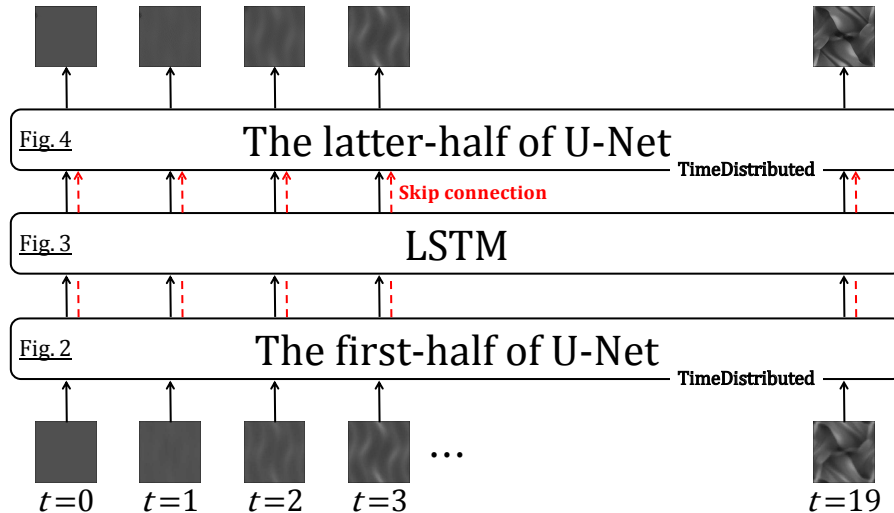 Fig. 4
The latter-half of U-Net
TimeDistributed
Skip connection
Fig. 3
LSTM
Fig. 2
The first-half of U-Net
TimeDistributed
...
t=0 t=1 t=2 t=3 t=19